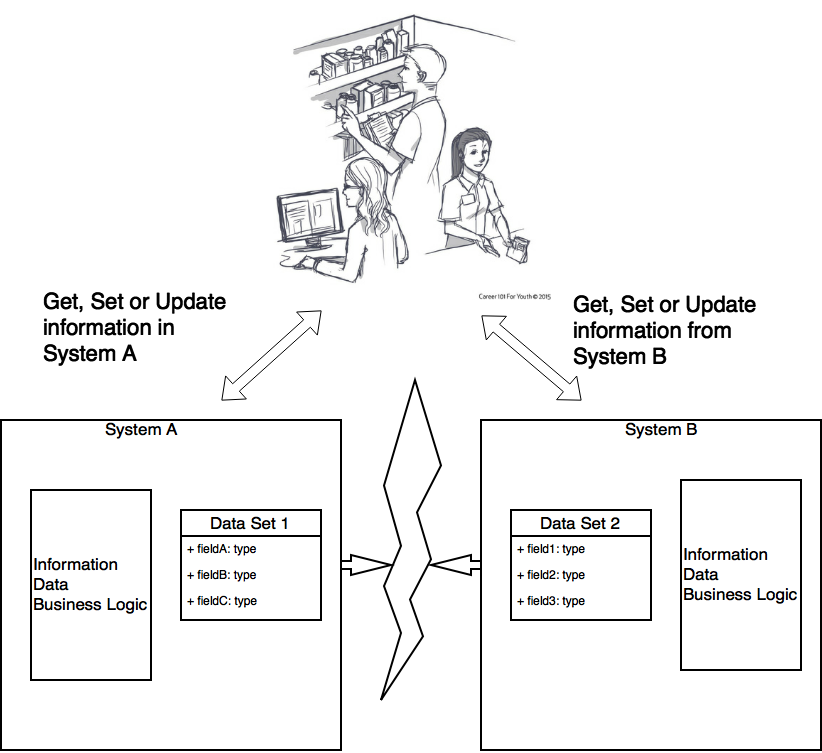 Career 101 For Youth © 2015
Get, Set or Update
information in
System A
Get, Set or Update
information from
System B
System A
Information
Data
Business Logic
Data Set 1
+ fieldA: type
+ fieldB: type
+ fieldC: type
System B
Data Set 2
+ field1: type
+ field2: type
+ field3: type
Information
Data
Business Logic